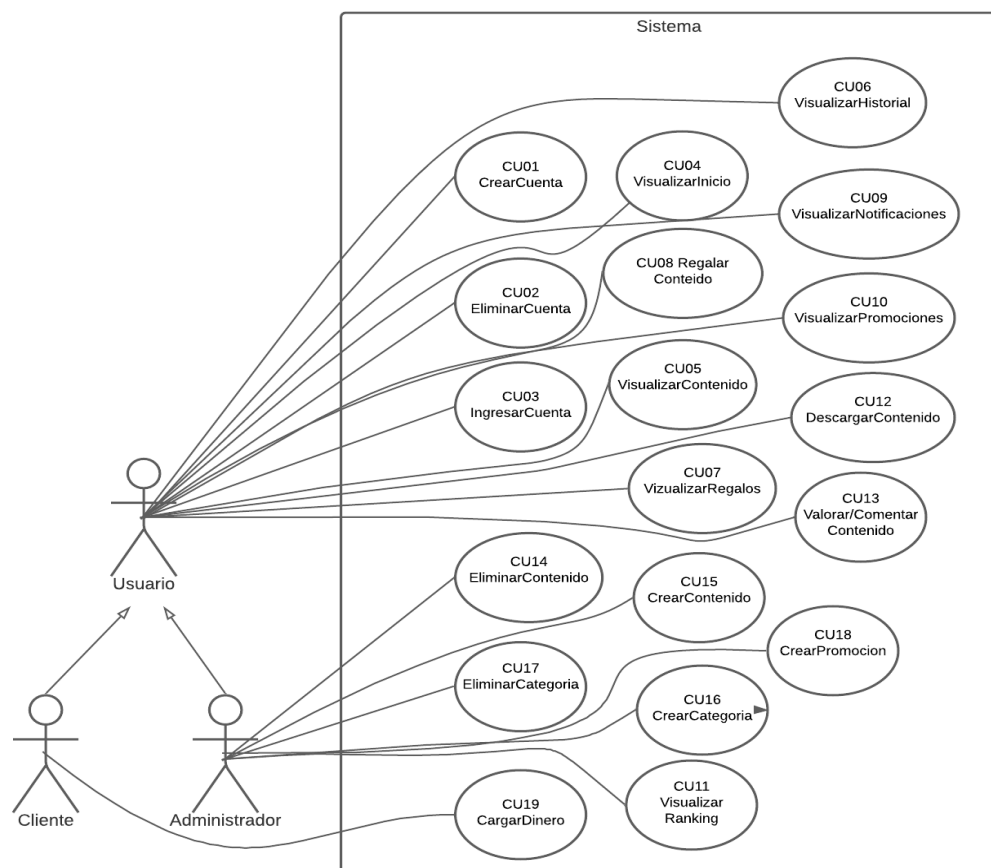 Sistema
CU06
VisualizarHistorial
CU01
CrearCuenta
CU04
VisualizarInicio
CU09
VisualizarNotificaciones
CU08 Regalar
Conteido
CU02
EliminarCuenta
CU10
VisualizarPromociones
CU05
VisualizarContenido
CU03
IngresarCuenta
CU12
DescargarContenido
CU07
VizualizarRegalos
CU13
Valorar/Comentar
Contenido
Usuario
CU14
EliminarContenido
CU15
CrearContenido
CU18
CrearPromocion
CU17
EliminarCategoria
CU16
CrearCategoria
CU11
Visualizar
Ranking
CU19
CargarDinero
Cliente
Administrador